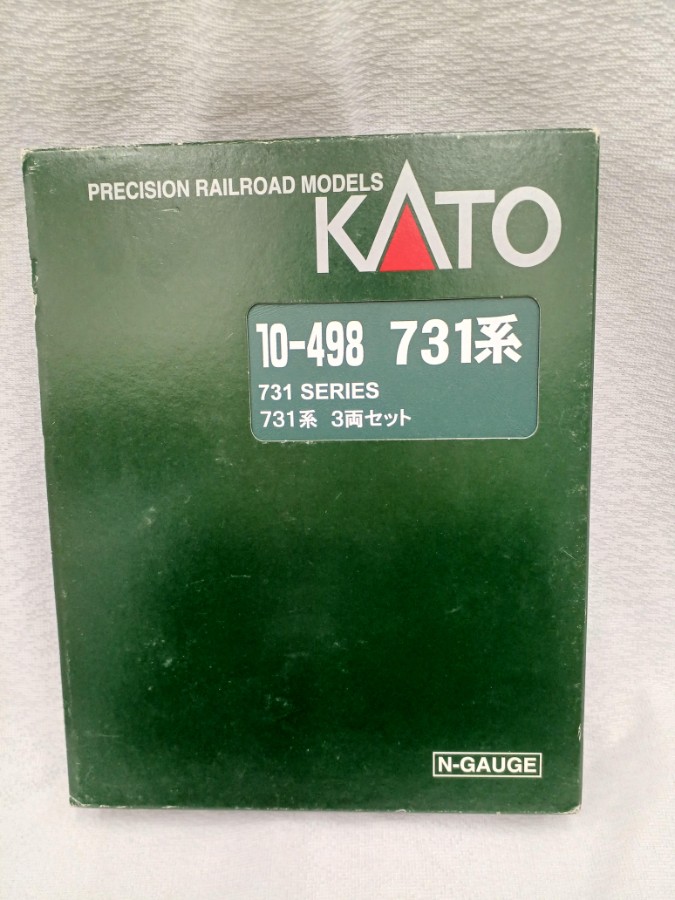 PRECISION RAILROAD MODELS
KATO
10-498 731系
731 SERIES
731系 3両セット
N-GAUGE